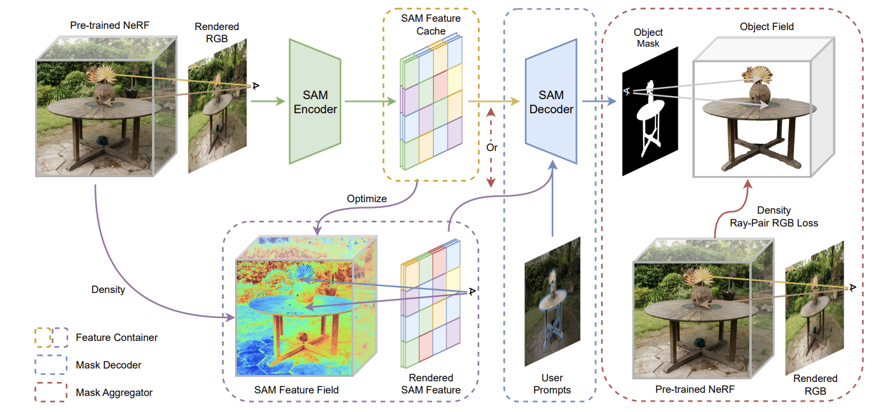 Pre-trained NeRF
Rendered
RGB
SAM
Encoder
SAM Feature
Cache
SAM
Decoder
Object
Mask
Object Field
Or
Optimize
Density
Density
Ray-Pair RGB Loss
Feature Container
Mask Decoder
Mask Aggregator
SAM Feature Field
Rendered
SAM Feature
User
Prompts
Pre-trained NeRF
Rendered
RGB